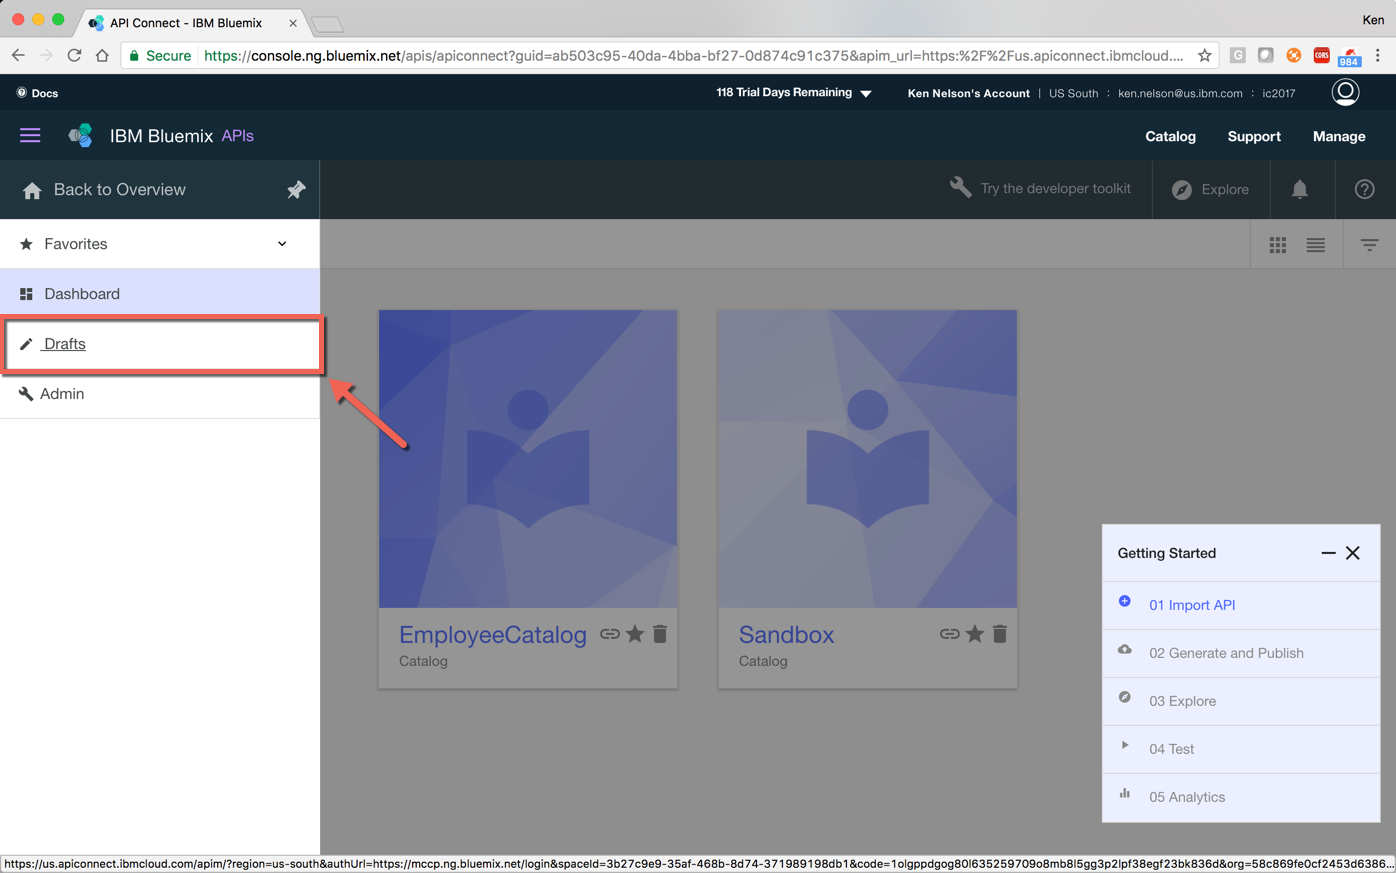 API Connect - IBM Bluemix
Ken
Secure
https://console.ng.bluemix.net/apis/apiconnect?guid=ab503c95-40da-4bba-bf27-0d874c91c375&apim_url=https:%2F%2Fus.apiconnect.ibmcloud....
G
CORS
984
Docs
118 Trial Days Remaining
Ken Nelson's Account | US South : ken.nelson@us.ibm.com : ic2017
IBM Bluemix APIs
Catalog
Support
Manage
Back to Overview
Try the developer toolkit
Explore
Favorites
Dashboard
Drafts
Admin
EmployeeCatalog
Catalog
Sandbox
Catalog
Getting Started
01 Import API
02 Generate and Publish
03 Explore
04 Test
05 Analytics
https://us.apiconnect.ibmcloud.com/apim/?region=us-south&authUrl=https://mccp.ng.bluemix.net/login&spaceId=3b27c9e9-35af-468b-8d74-371989198db1&code=1olgppdgog80l635259709o8mb8l5gg3p2lpf38egf23bk836d&org=58c869fe0cf2453d6386...